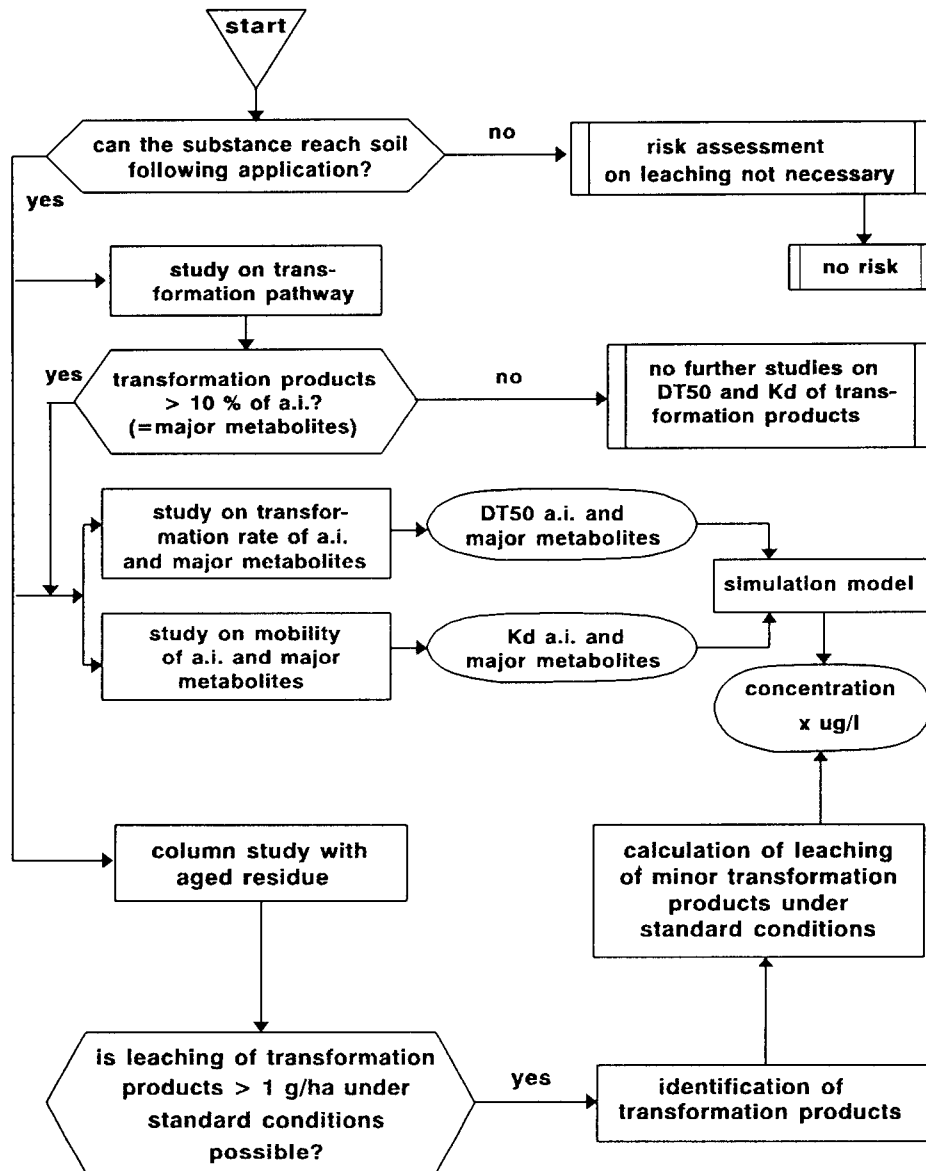 start
can the substance reach soil
following application?
no
risk assessment
on leaching not necessary
yes
no risk
study on trans-
formation pathway
yes
transformation products
> 10 % of a.i.?
(=major metabolites)
no
no further studies on
DT50 and Kd of trans-
formation products
study on transfor-
mation rate of a.i.
and major metabolites
DT50 a.i. and
major metabolites
simulation model
study on mobility
of a.i. and major
metabolites
Kd a.i. and
major metabolites
concentration
x ug/l
column study with
aged residue
calculation of leaching
of minor transformation
products under
standard conditions
is leaching of transformation
products > 1 g/ha under
standard conditions
possible?
yes
identification of
transformation products